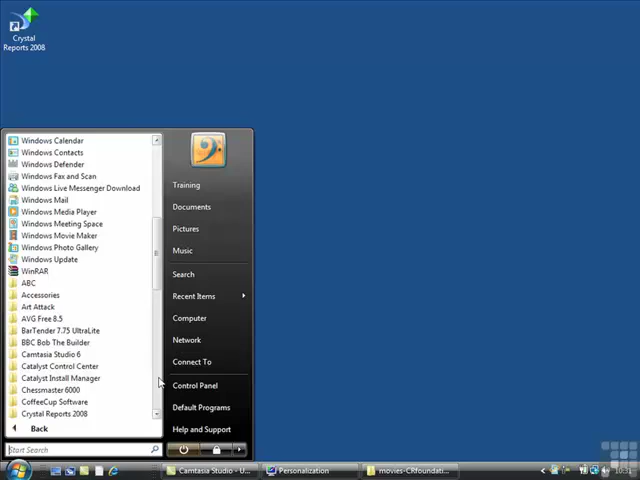 Crystal
Reports 2008
Windows Calendar
Windows Contacts
Windows Defender
Windows Fax and Scan
Windows Live Messenger Download
Windows Mail
Windows Media Player
Windows Meeting Space
Windows Movie Maker
Windows Photo Gallery
Windows Update
WinRAR
ABC
Accessories
Art Attack
AVG Free 8.5
BarTender 7.75 UltraLite
BBC Bob The Builder
Camtasia Studio 6
Catalyst Control Center
Catalyst Install Manager
Chessmaster 6000
CoffeeCup Software
Crystal Reports 2008
Back
Start Search
Training
Documents
Pictures
Music
Search
Recent Items
Computer
Network
Connect To
Control Panel
Default Programs
Help and Support
Camtasia Studio - U...
Personalization
movies-CRfoundati...
10:31